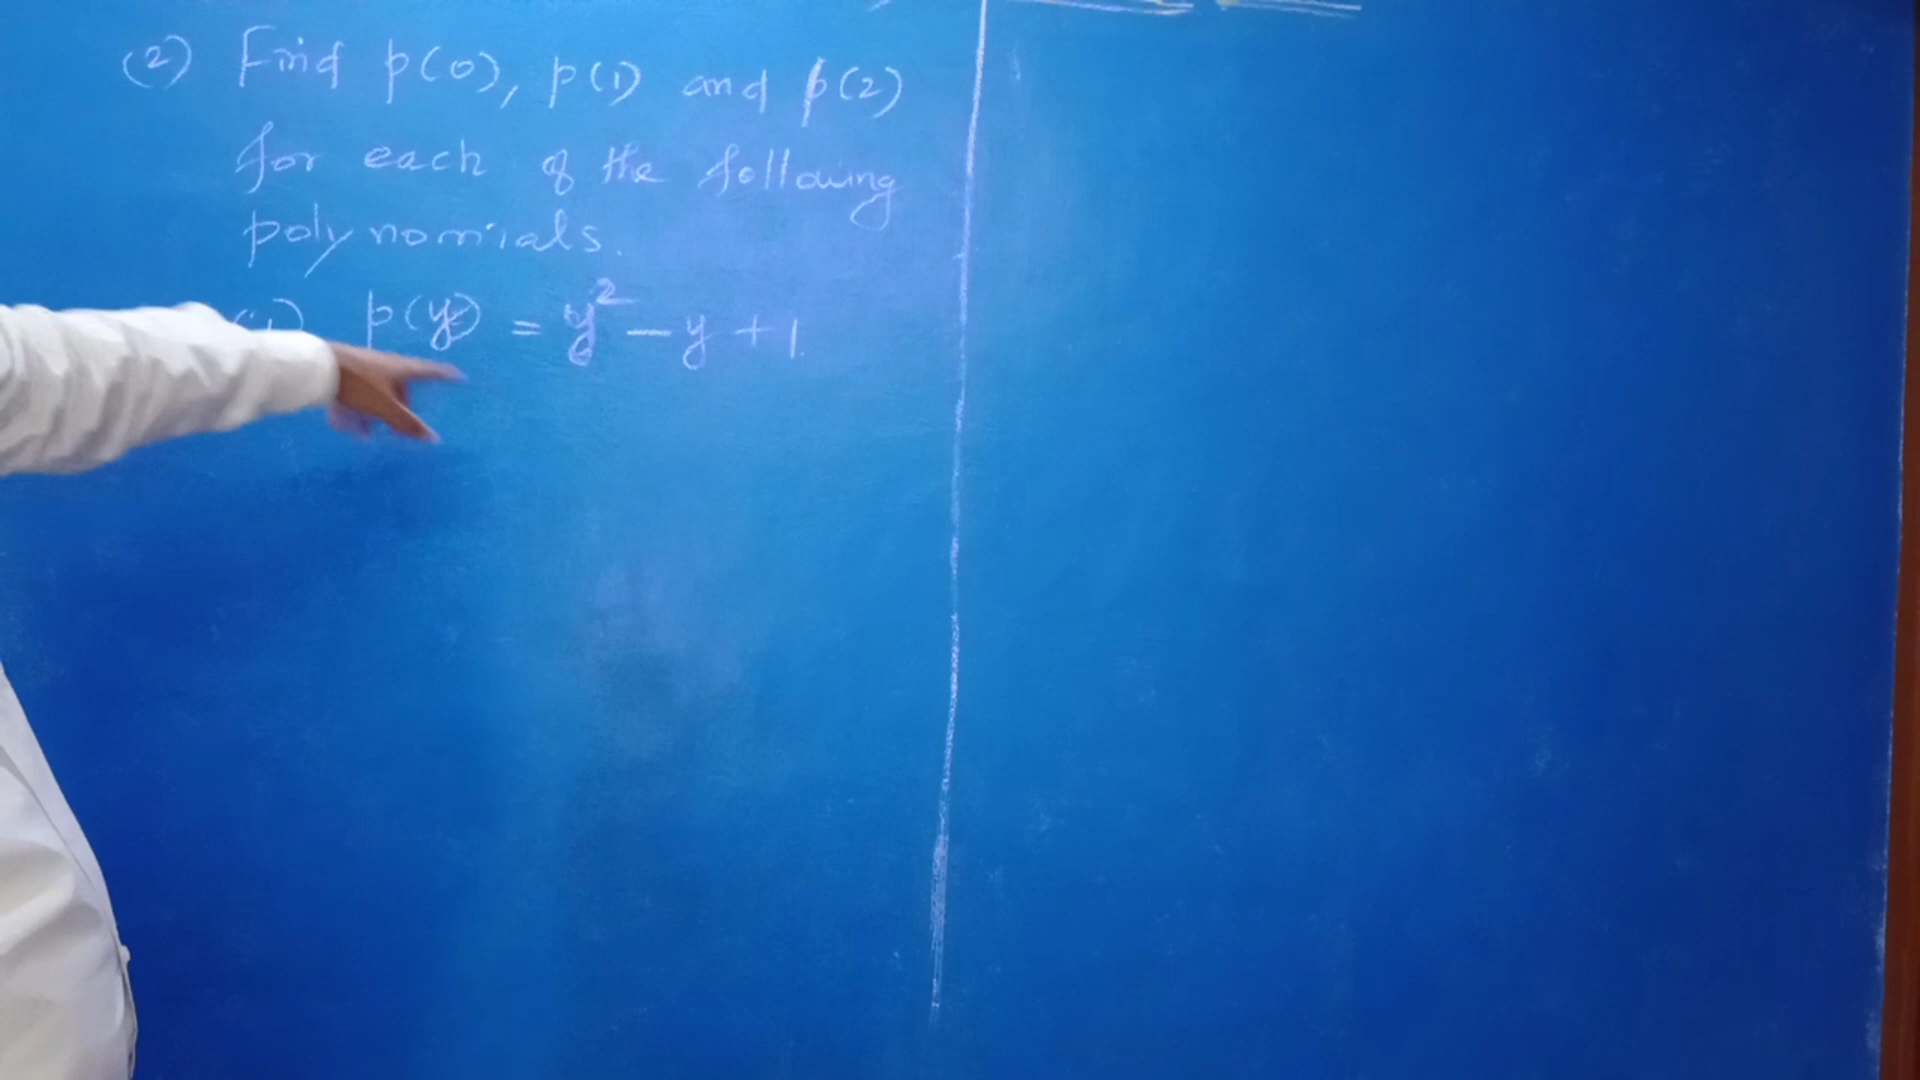 (2) Find p(0), p(1) and p(2)
for each of the following
polynomials.
(i) p(y) = y² - y + 1.